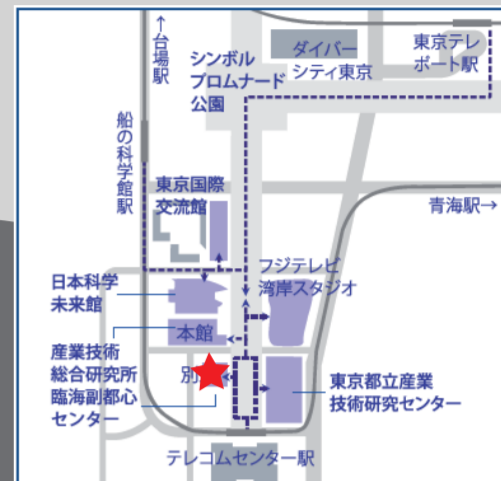 ↑台場駅
シンボル
プロムナード
公園
ダイバー
シティ東京
東京テレ
ポート駅
船の科学館駅
東京国際
交流館
青海駅→
フジテレビ
湾岸スタジオ
日本科学
未来館
本館
産業技術
総合研究所
臨海副都心
センター
別
東京都立産業
技術研究センター
テレコムセンター駅